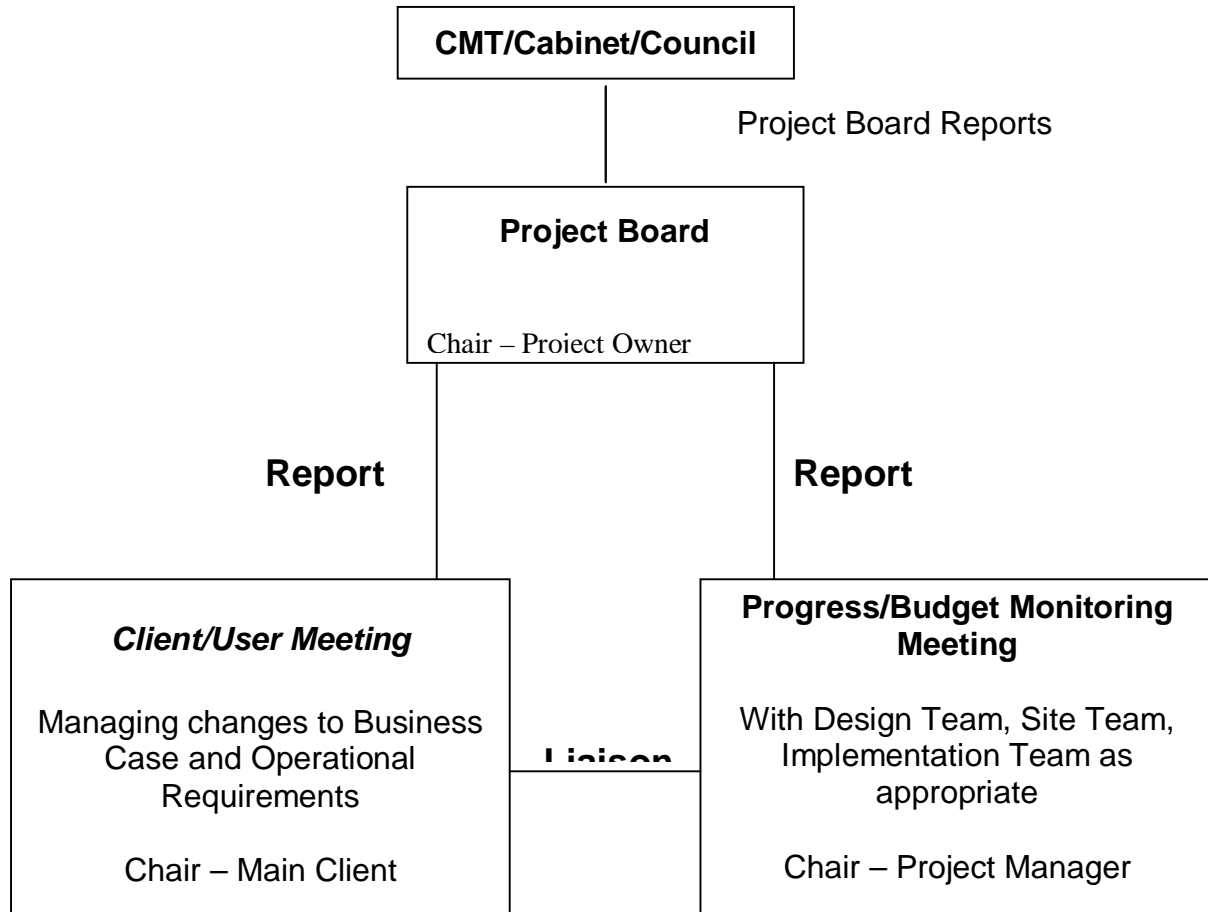 CMT/Cabinet/Council
Project Board Reports
Project Board
Chair – Project Owner
Report
Report
Client/User Meeting
Managing changes to Business
Case and Operational
Requirements
Chair – Main Client
Liaison
Progress/Budget Monitoring
Meeting
With Design Team, Site Team,
Implementation Team as
appropriate
Chair – Project Manager